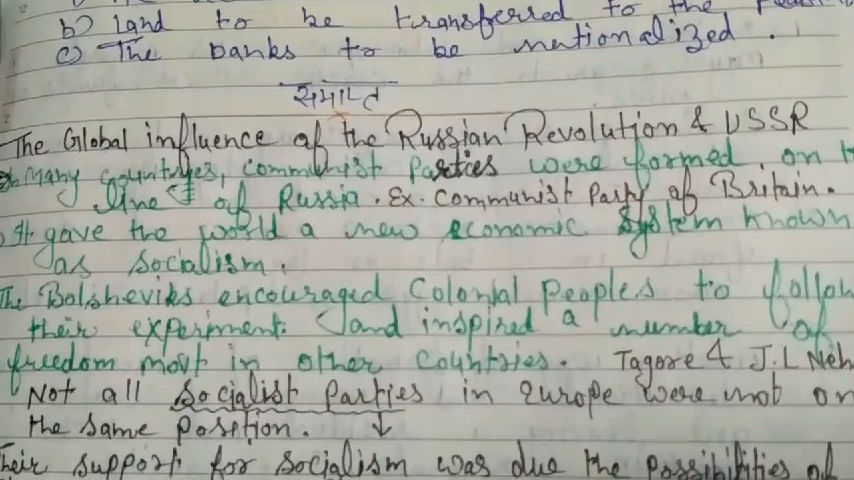 b) Land to be transferred to the
c) The banks to be nationalized.
समाप्त
The Global influence of the Russian Revolution & USSR
In Many countries, communist Parties were formed, on
line of Russia. Ex. Communist Party of Britain.
It gave the world a new economic system known
as socialism.
The Bolsheviks encouraged Colonial Peoples to follow
their experiment. and inspired a number of
freedom movt in other countries. Tagore & J.L Neh
Not all Socialist Parties in Europe were not on
the same position. ↓
Their support for socialism was due the possibilities of